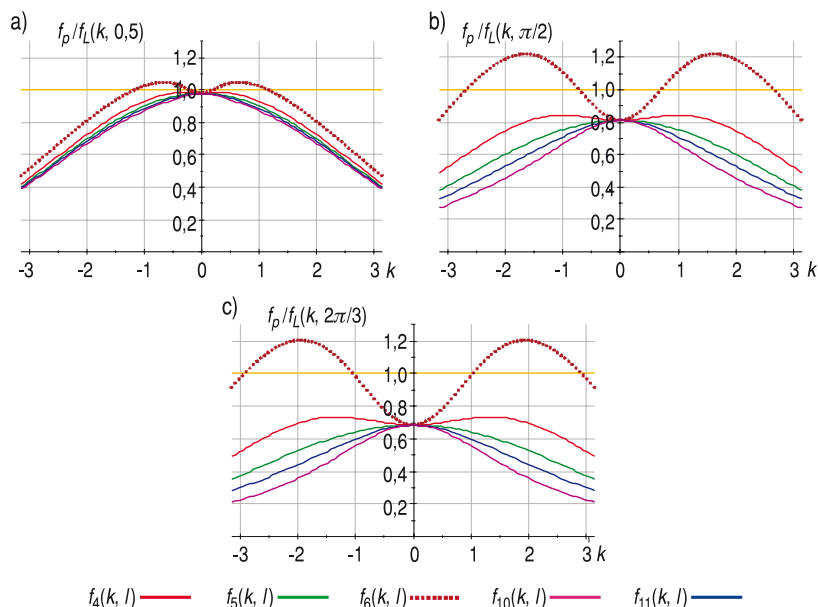 a)
f_p/f_L(k, 0,5)
1,2
1,0
0,8
0,6
0,4
0,2
-3 -2 -1 0 1 2 3 k
b)
f_p/f_L(k, π/2)
1,2
1,0
0,8
0,6
0,4
0,2
-3 -2 -1 0 1 2 3 k
c)
f_p/f_L(k, 2π/3)
1,2
1,0
0,8
0,6
0,4
0,2
-3 -2 -1 0 1 2 3 k
f_4(k, l) f_5(k, l) f_6(k, l) f_10(k, l) f_11(k, l)